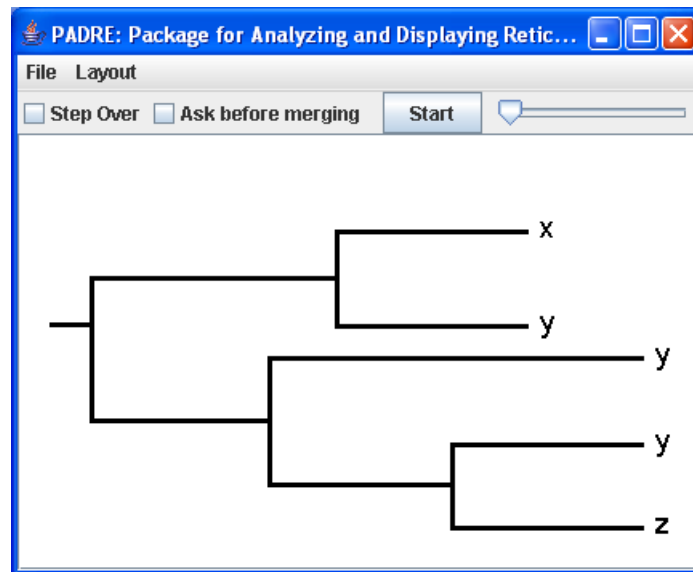 PADRE: Package for Analyzing and Displaying Retic...
File Layout
Step Over Ask before merging Start
x
y
y
y
z